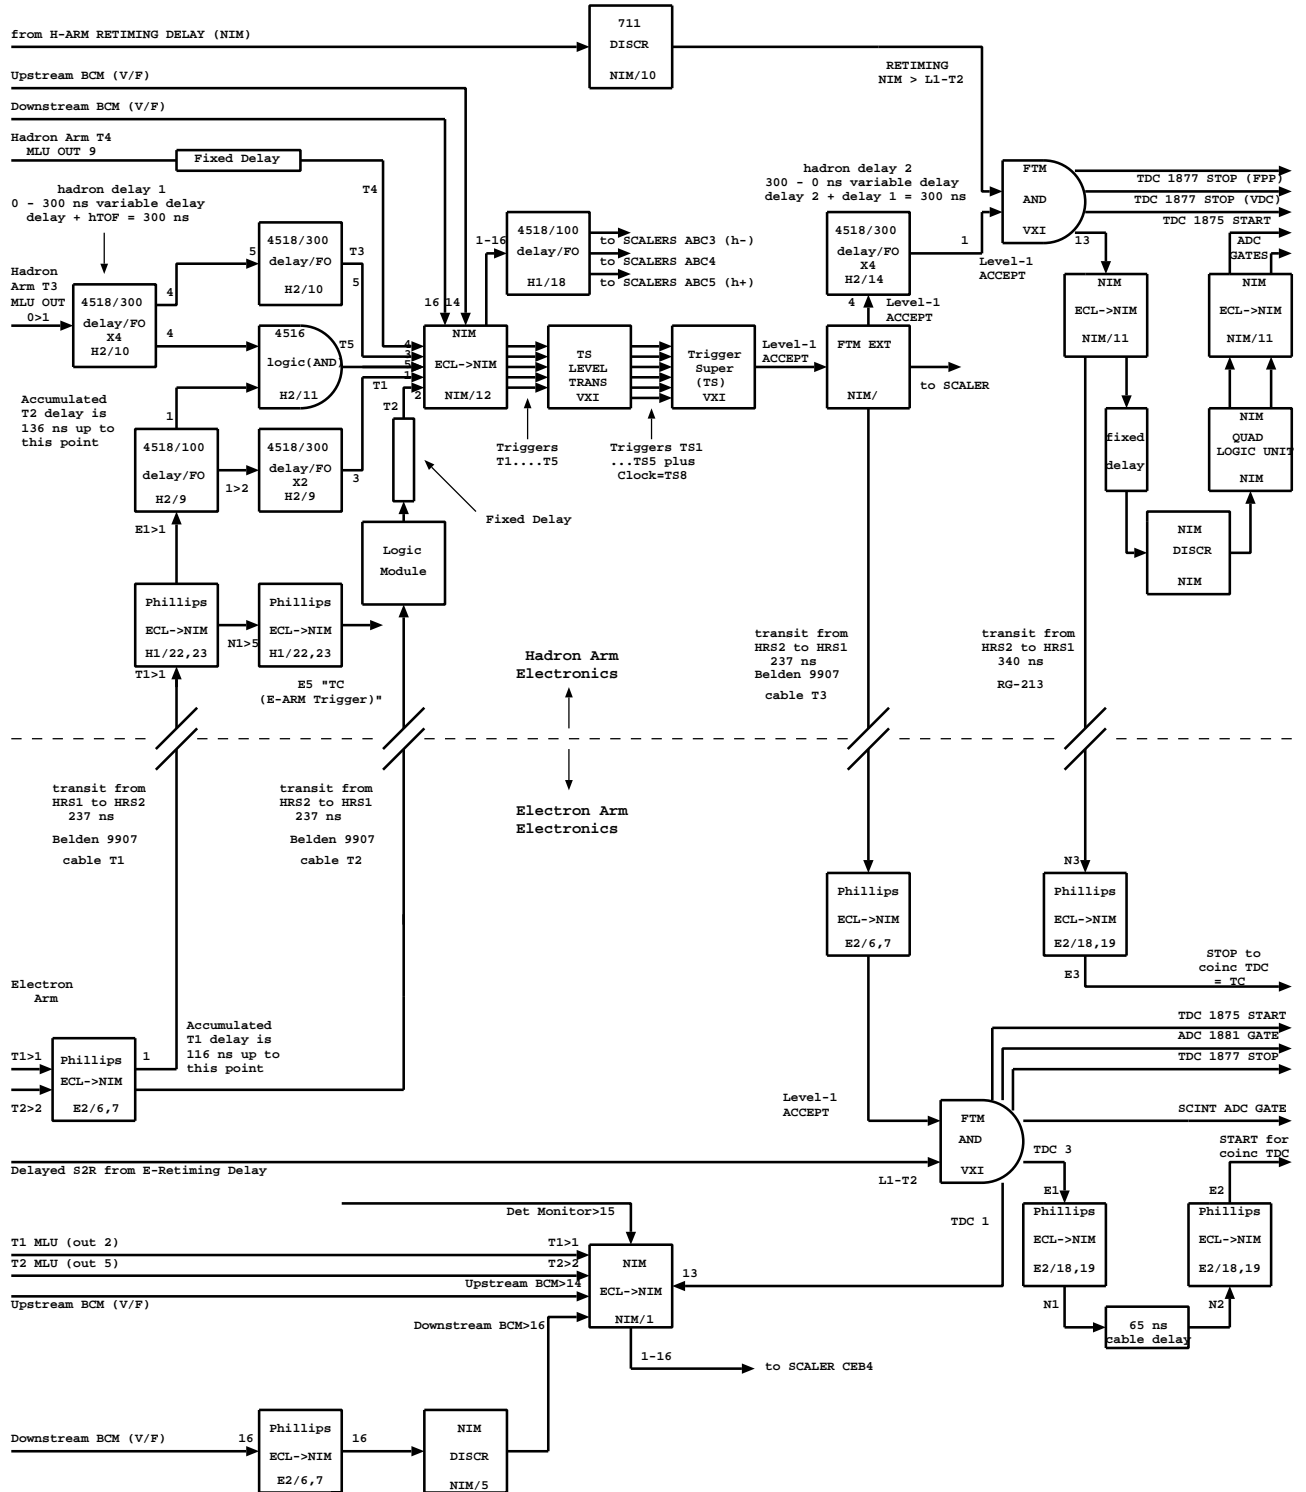 from H-ARM RETIMING DELAY (NIM)
711
DISCR
NIM/10
RETIMING
NIM > L1-T2
Upstream BCM (V/F)
Downstream BCM (V/F)
Hadron Arm T4
MLU OUT 9
Fixed Delay
T4
hadron delay 1
0 - 300 ns variable delay
delay + hTOF = 300 ns
Hadron
Arm T3
MLU OUT
0>1
4518/300
delay/FO
X4
H2/10
4
4
5
4518/300
delay/FO
H2/10
T3
5
4516
logic(AND)
H2/11
T5
1-16
4518/100
delay/FO
H1/18
to SCALERS ABC3 (h-)
to SCALERS ABC4
to SCALERS ABC5 (h+)
16
14
4
3
5
1
2
T1
T2
NIM
ECL->NIM
NIM/12
TS
LEVEL
TRANS
VXI
Trigger
Super
(TS)
VXI
Level-1
ACCEPT
FTM EXT
NIM/
to SCALER
4
Level-1
ACCEPT
hadron delay 2
300 - 0 ns variable delay
delay 2 + delay 1 = 300 ns
4518/300
delay/FO
X4
H2/14
1
Level-1
ACCEPT
FTM
AND
VXI
13
TDC 1877 STOP (FPP)
TDC 1877 STOP (VDC)
TDC 1875 START
ADC
GATES
NIM
ECL->NIM
NIM/11
NIM
ECL->NIM
NIM/11
fixed
delay
NIM
QUAD
LOGIC UNIT
NIM
NIM
DISCR
NIM
Accumulated
T2 delay is
136 ns up to
this point
1
4518/100
delay/FO
H2/9
1>2
4518/300
delay/FO
X2
H2/9
3
Triggers
T1....T5
Triggers TS1
...TS5 plus
Clock=TS8
Fixed Delay
Logic
Module
E1>1
Phillips
ECL->NIM
H1/22,23
N1>5
Phillips
ECL->NIM
H1/22,23
T1>1
E5 "TC
(E-ARM Trigger)"
Hadron Arm
Electronics
transit from
HRS2 to HRS1
237 ns
Belden 9907
cable T3
transit from
HRS2 to HRS1
340 ns
RG-213
transit from
HRS1 to HRS2
237 ns
Belden 9907
cable T1
transit from
HRS2 to HRS1
237 ns
Belden 9907
cable T2
Electron Arm
Electronics
Phillips
ECL->NIM
E2/6,7
N3
Phillips
ECL->NIM
E2/18,19
E3
STOP to
coinc TDC
= TC
Electron
Arm
T1>1
T2>2
Phillips
ECL->NIM
E2/6,7
1
Accumulated
T1 delay is
116 ns up to
this point
TDC 1875 START
ADC 1881 GATE
TDC 1877 STOP
SCINT ADC GATE
Level-1
ACCEPT
FTM
AND
VXI
TDC 3
START for
coinc TDC
Delayed S2R from E-Retiming Delay
L1-T2
TDC 1
E1
Phillips
ECL->NIM
E2/18,19
N1
65 ns
cable delay
E2
Phillips
ECL->NIM
E2/18,19
N2
Det Monitor>15
T1 MLU (out 2)
T1>1
T2 MLU (out 5)
T2>2
Upstream BCM>14
Upstream BCM (V/F)
NIM
ECL->NIM
NIM/1
13
Downstream BCM>16
1-16
to SCALER CEB4
Downstream BCM (V/F)
16
Phillips
ECL->NIM
E2/6,7
16
NIM
DISCR
NIM/5